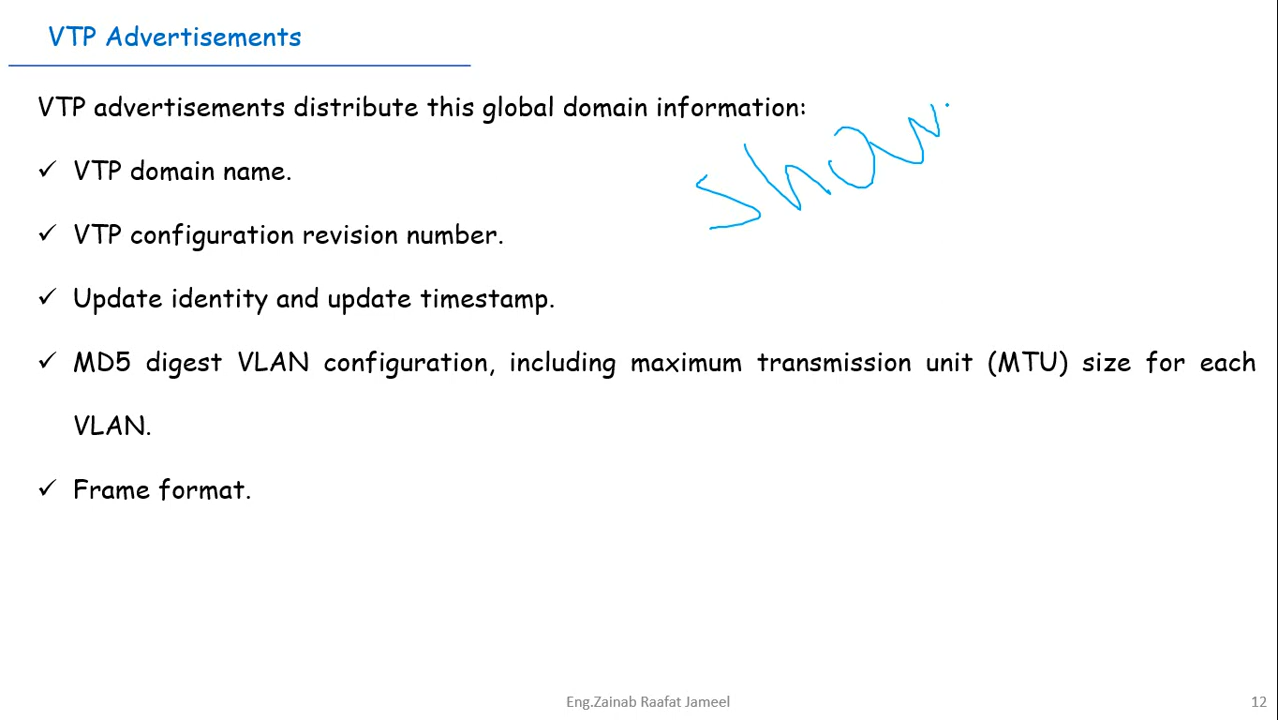 VTP Advertisements
VTP advertisements distribute this global domain information:
✓ VTP domain name.
✓ VTP configuration revision number.
✓ Update identity and update timestamp.
✓ MD5 digest VLAN configuration, including maximum transmission unit (MTU) size for each
VLAN.
✓ Frame format.
show
Eng.Zainab Raafat Jameel
12